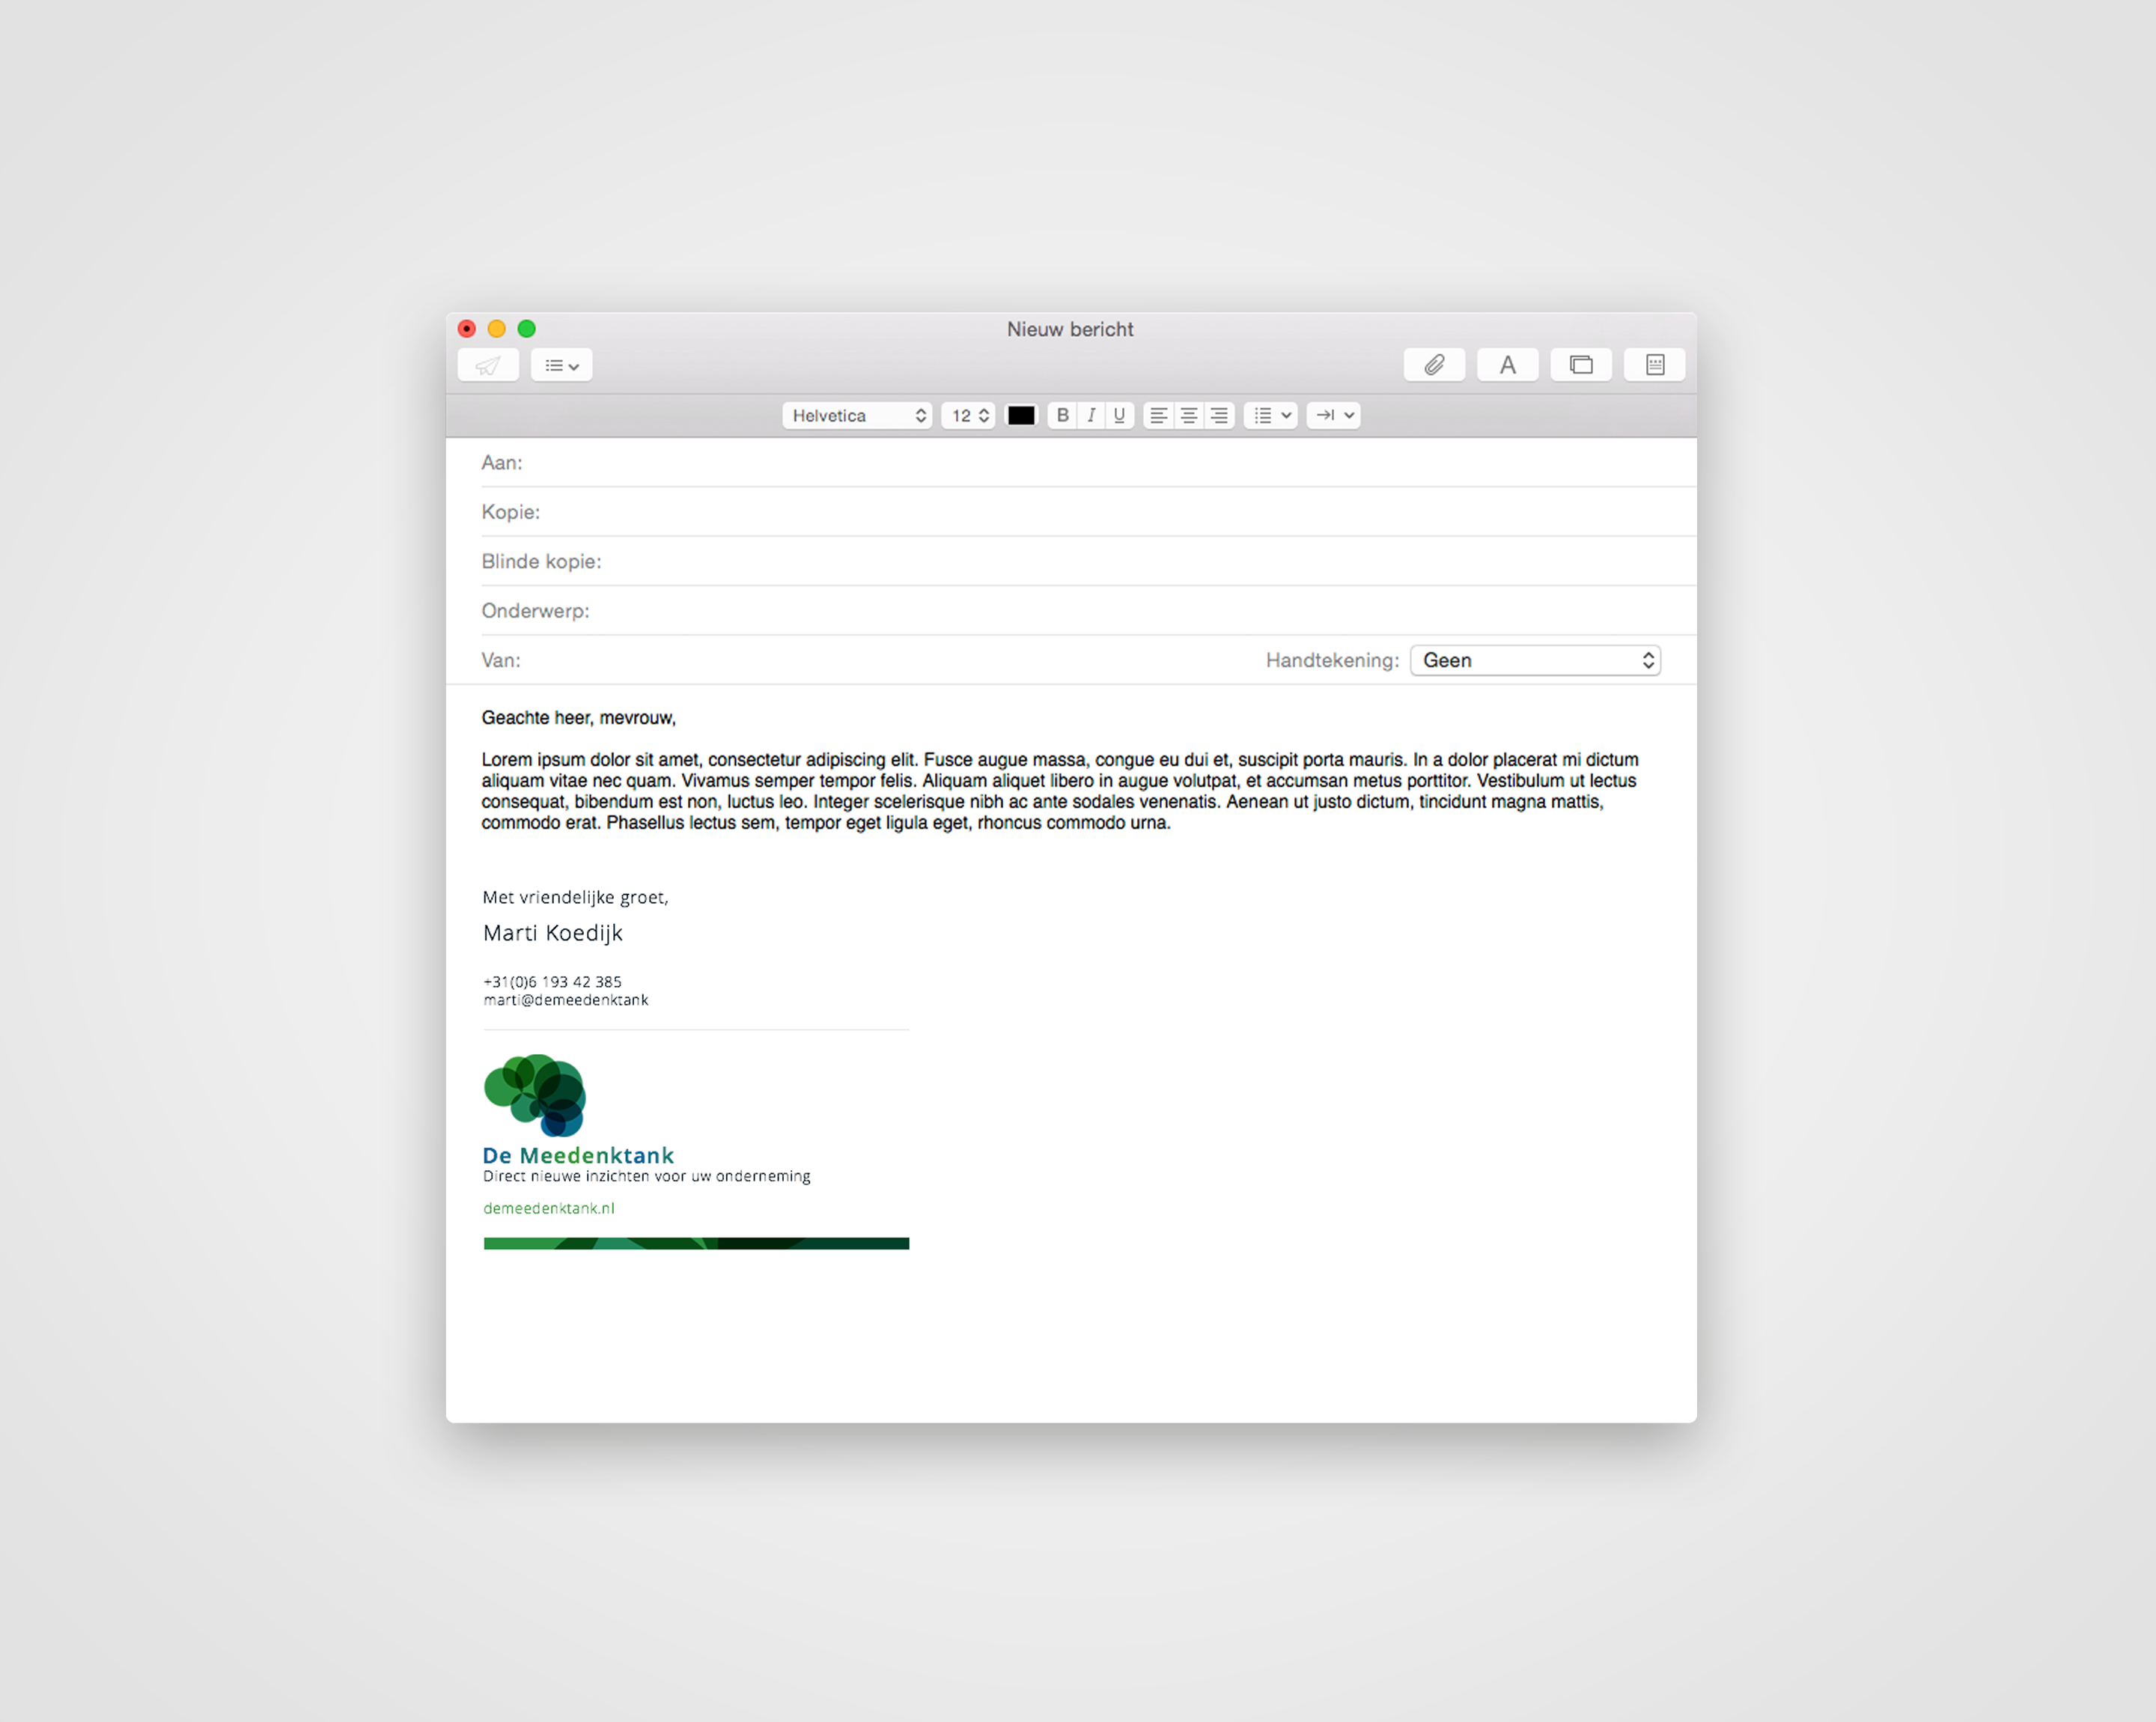 Nieuw bericht
A
Helvetica 12 B I U
Aan:
Kopie:
Blinde kopie:
Onderwerp:
Van: Handtekening: Geen
Geachte heer, mevrouw,
Lorem ipsum dolor sit amet, consectetur adipiscing elit. Fusce augue massa, congue eu dui et, suscipit porta mauris. In a dolor placerat mi dictum
aliquam vitae nec quam. Vivamus semper tempor felis. Aliquam aliquet libero in augue volutpat, et accumsan metus porttitor. Vestibulum ut lectus
consequat, bibendum est non, luctus leo. Integer scelerisque nibh ac ante sodales venenatis. Aenean ut justo dictum, tincidunt magna mattis,
commodo erat. Phasellus lectus sem, tempor eget ligula eget, rhoncus commodo urna.
Met vriendelijke groet,
Marti Koedijk
+31(0)6 193 42 385
marti@demeedenktank
De Meedenktank
Direct nieuwe inzichten voor uw onderneming
demeedenktank.nl